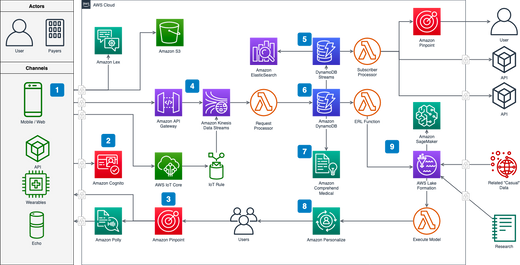 Actors
User
Payers
Channels
1
Mobile / Web
API
Wearables
Echo
aws
AWS Cloud
Amazon Lex
Amazon S3
2
Amazon Cognito
Amazon Polly
4
Amazon API
Gateway
Amazon Kinesis
Data Streams
AWS IoT Core
IoT Rule
3
Amazon Pinpoint
Users
Amazon
ElasticSearch
Request
Processor
5
DynamoDB
Streams
6
Amazon
DynamoDB
7
Amazon
Comprehend
Medical
8
Amazon Personalize
Subscriber
Processor
ERL Function
9
Amazon
Pinpoint
Amazon
SageMaker
AWS Lake
Formation
Execute Model
User
API
API
Related "Casual"
Data
Research